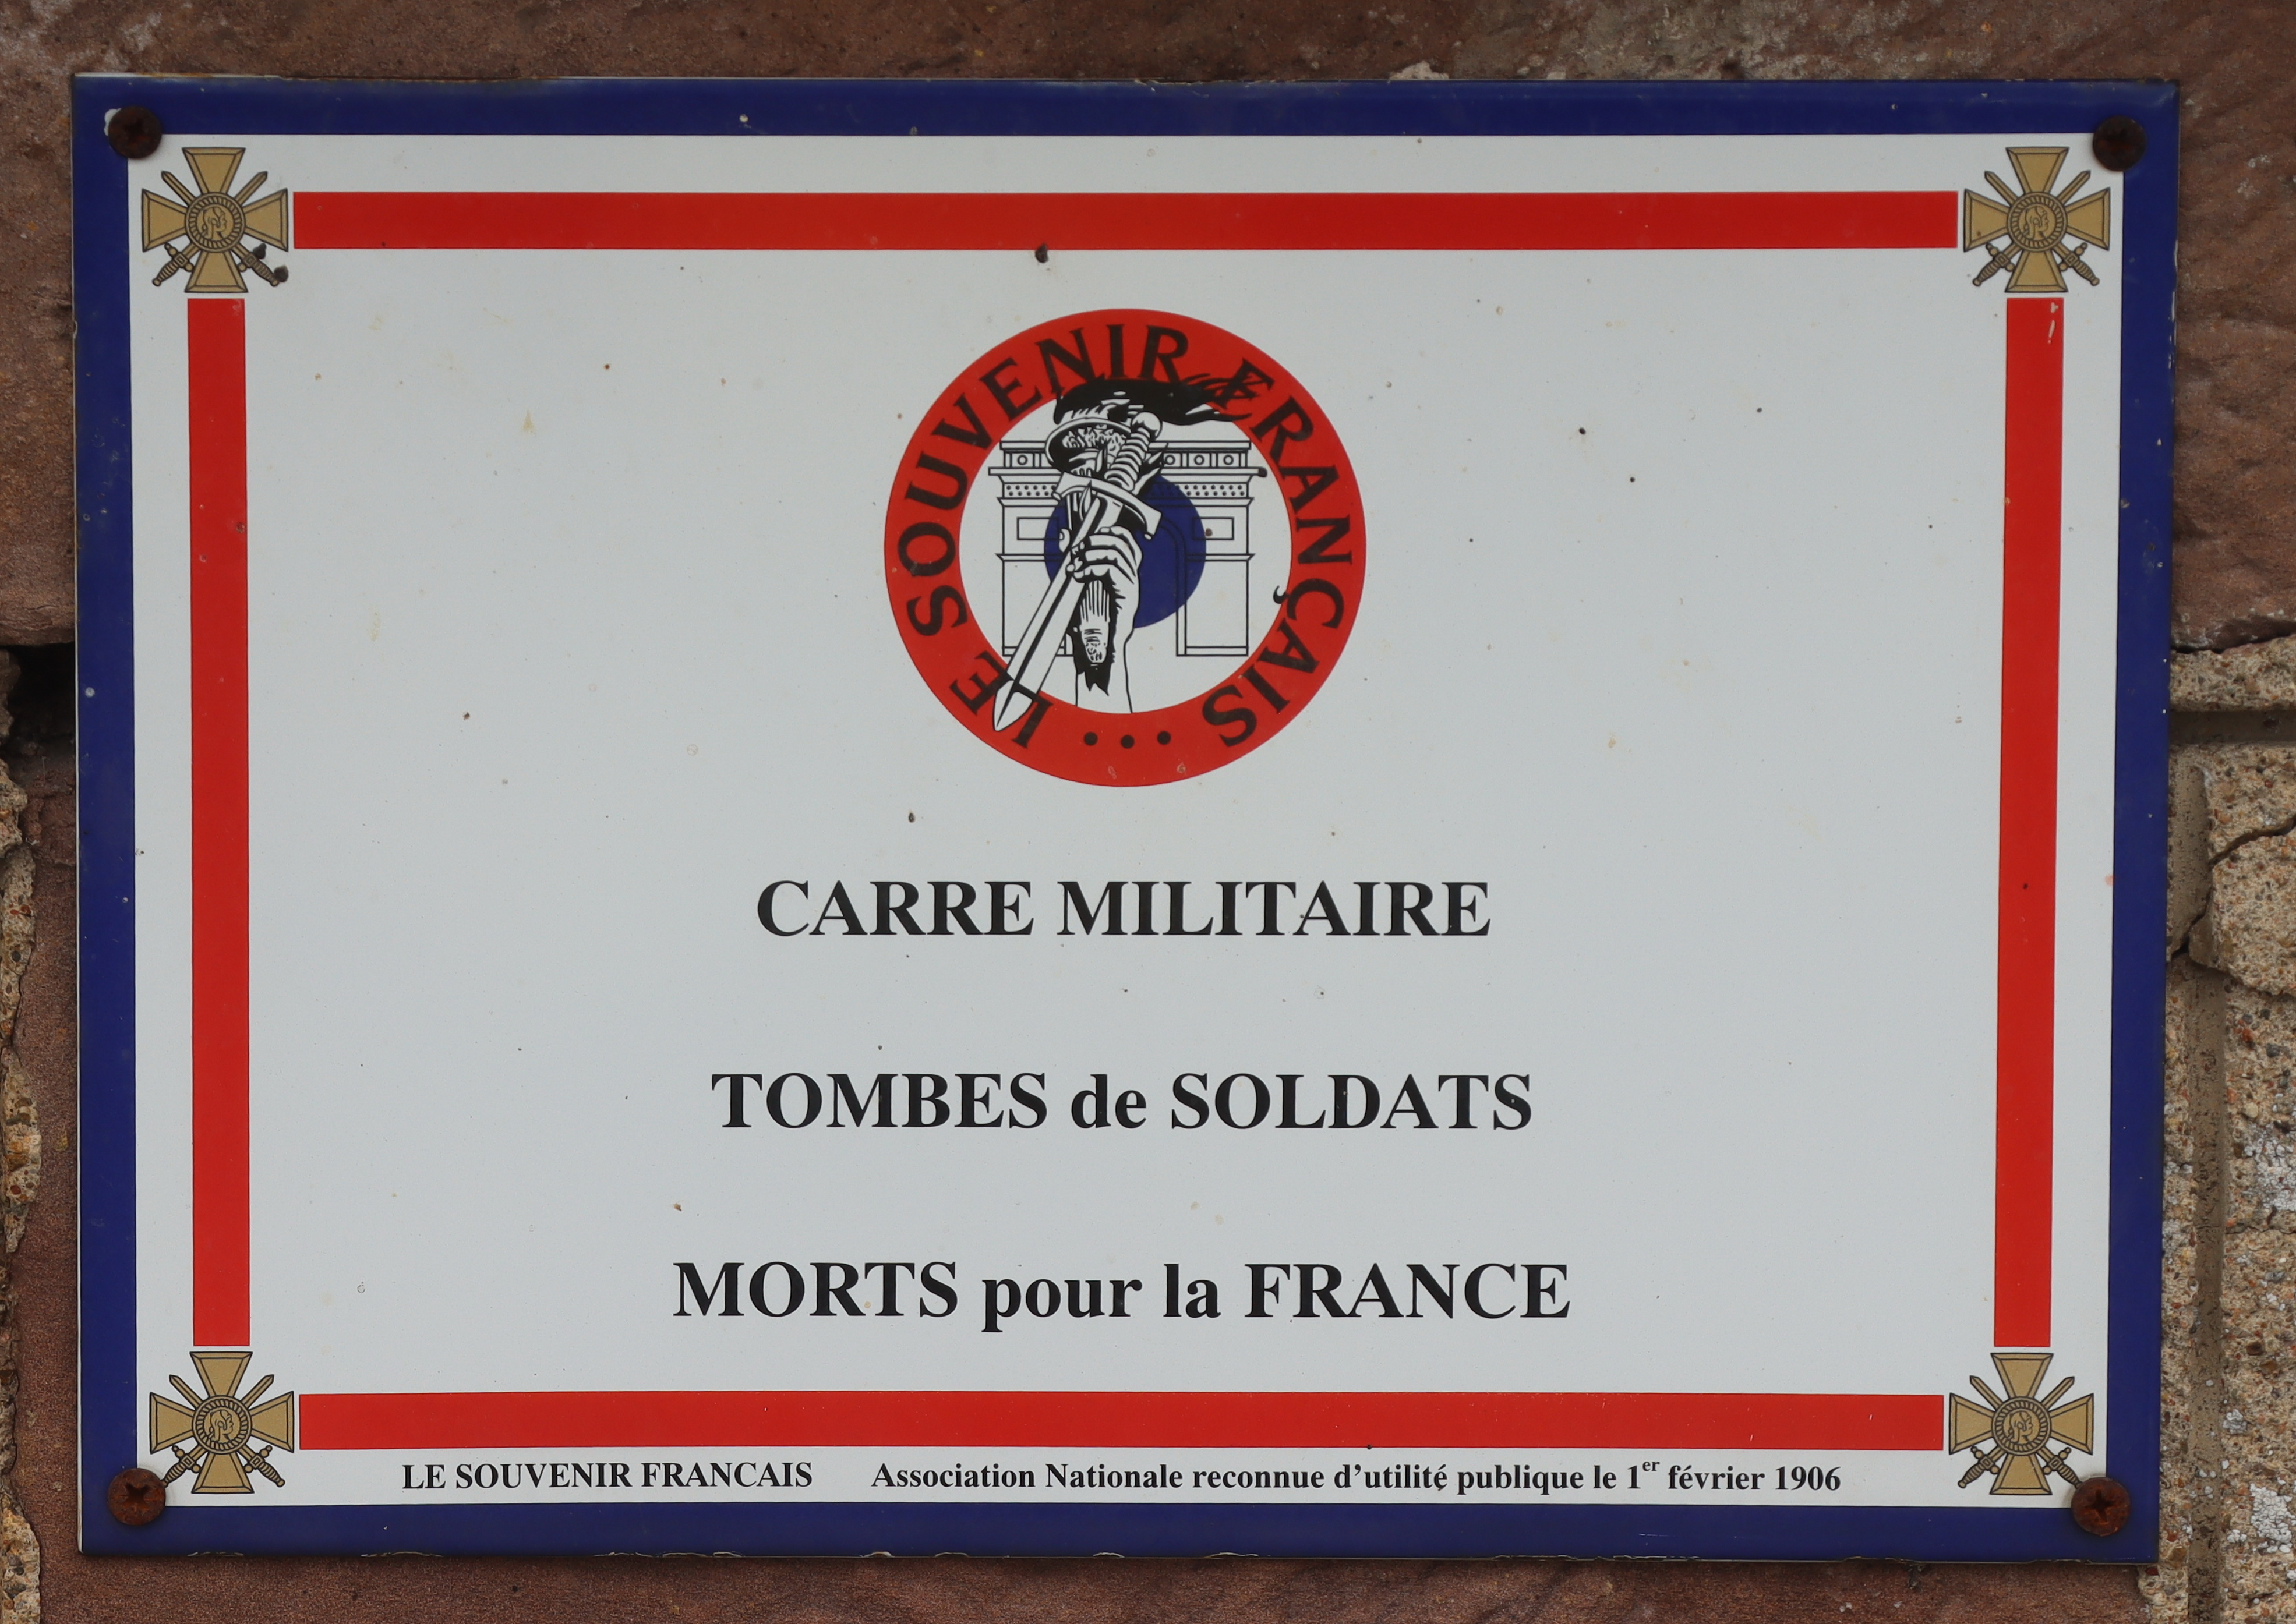 LE SOUVENIR FRANÇAIS ...
CARRE MILITAIRE
TOMBES de SOLDATS
MORTS pour la FRANCE
LE SOUVENIR FRANCAIS Association Nationale reconnue d’utilité publique le 1er février 1906